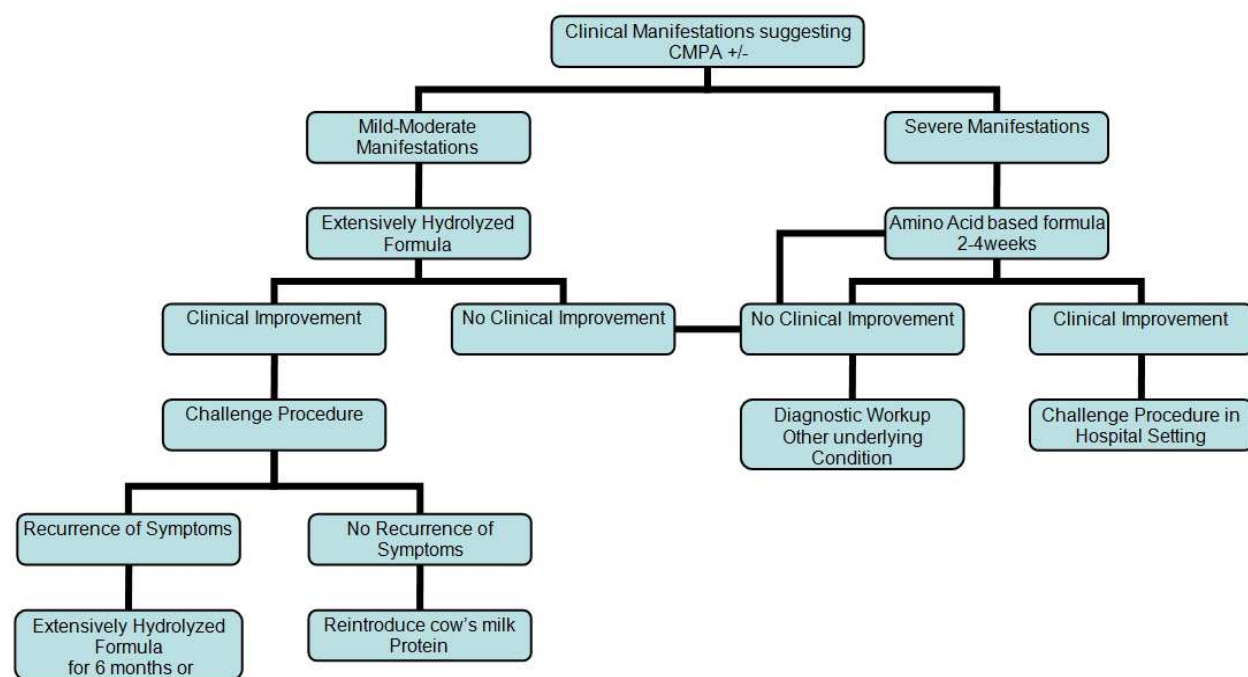 Clinical Manifestations suggesting
CMPA +/-
Mild-Moderate
Manifestations
Severe Manifestations
Extensively Hydrolyzed
Formula
Amino Acid based formula
2-4weeks
Clinical Improvement
No Clinical Improvement
No Clinical Improvement
Clinical Improvement
Challenge Procedure
Diagnostic Workup
Other underlying
Condition
Challenge Procedure in
Hospital Setting
Recurrence of Symptoms
No Recurrence of
Symptoms
Extensively Hydrolyzed
Formula
for 6 months or
Reintroduce cow’s milk
Protein